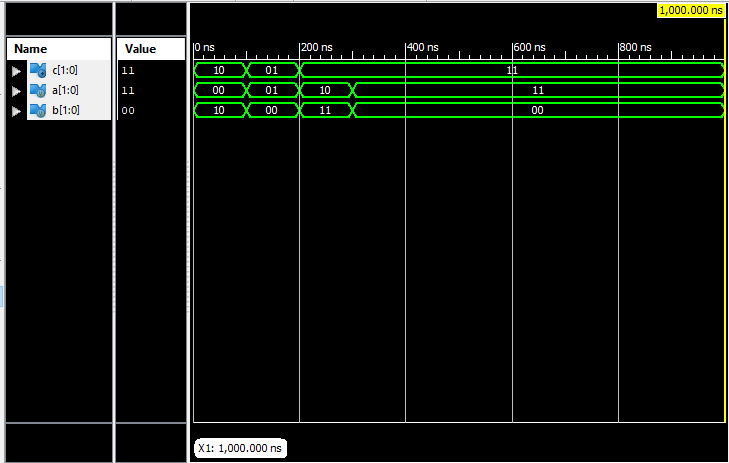 1,000.000 ns
Name Value
0 ns 200 ns 400 ns 600 ns 800 ns
c[1:0] 11 10 01 11
a[1:0] 11 00 01 10 11
b[1:0] 00 10 00 11 00
X1: 1,000.000 ns